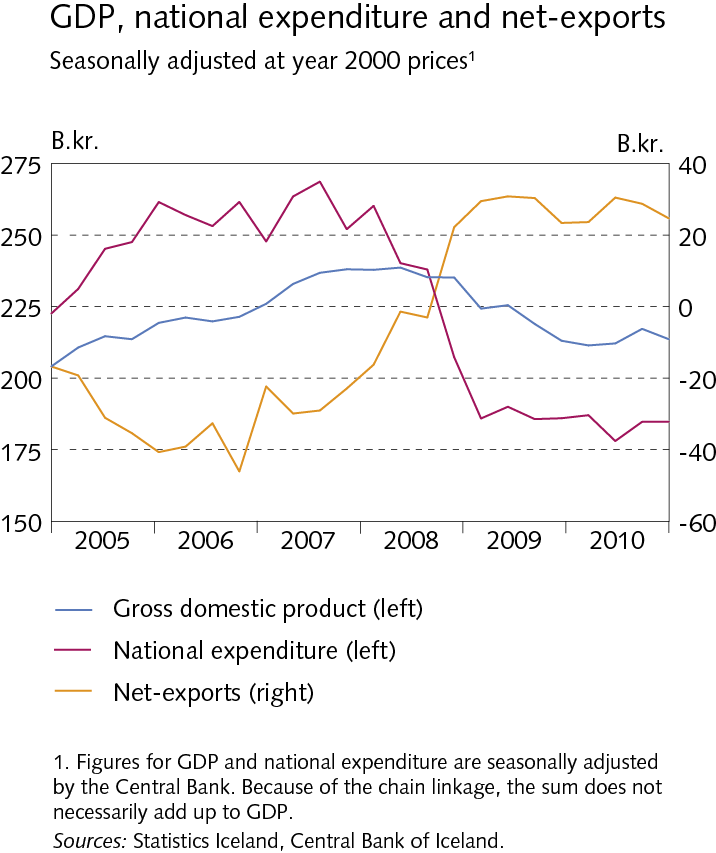 GDP, national expenditure and net-exports
Seasonally adjusted at year 2000 prices¹
B.kr.
B.kr.
275
40
250
20
225
0
200
-20
175
-40
150
-60
2005 2006 2007 2008 2009 2010
Gross domestic product (left)
National expenditure (left)
Net-exports (right)
1. Figures for GDP and national expenditure are seasonally adjusted
by the Central Bank. Because of the chain linkage, the sum does not
necessarily add up to GDP.
Sources: Statistics Iceland, Central Bank of Iceland.